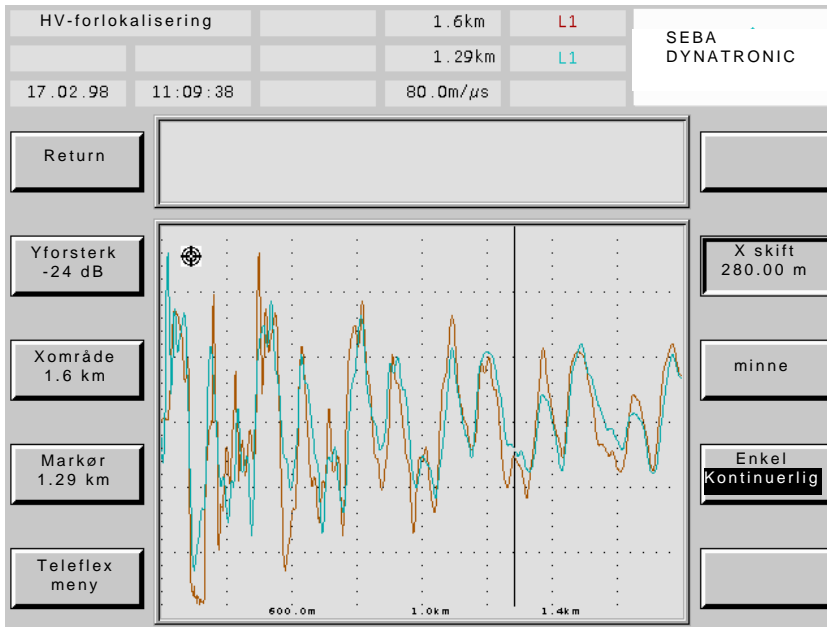 HV-forlokalisering
1.6km
L1
SEBA
DYNATRONIC
1.29km
L1
17.02.98
11:09:38
80.0m/µs
Return
Yforsterk
-24 dB
X skift
280.00 m
Xområde
1.6 km
minne
Markør
1.29 km
Enkel
Kontinuerlig
Teleflex
meny
600.0m
1.0km
1.4km